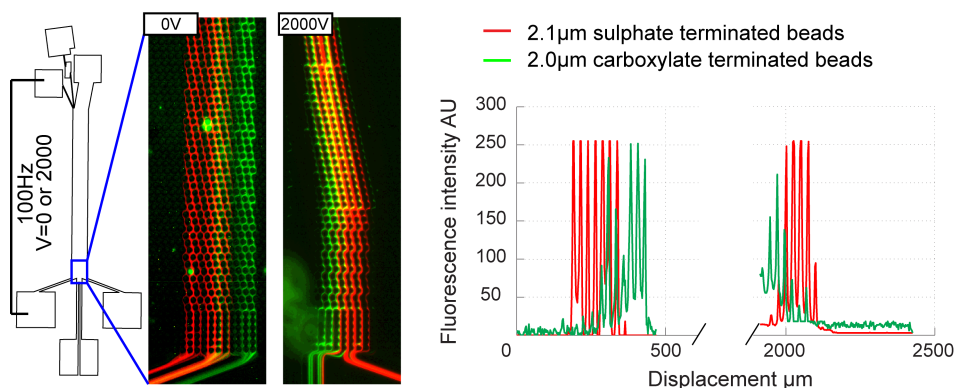 0V
2000V
100Hz
V=0 or 2000
2.1µm sulphate terminated beads
2.0µm carboxylate terminated beads
Fluorescence intensity AU
300
250
200
150
100
50
0
500
2000
2500
Displacement µm